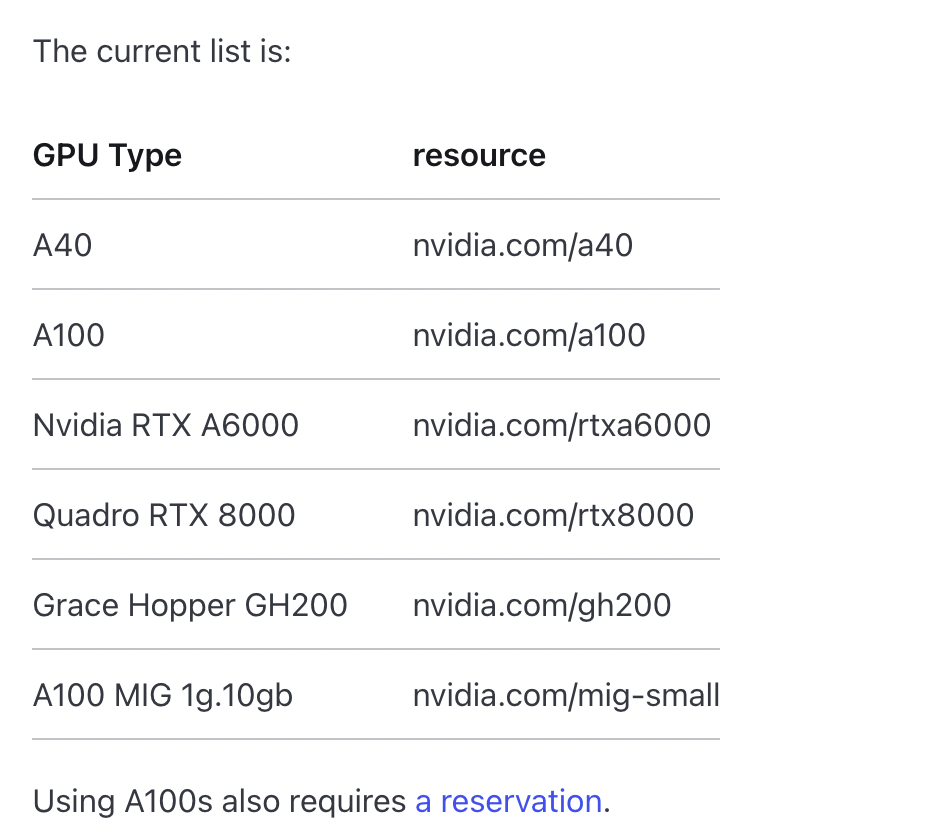 The current list is:
GPU Type resource
A40 nvidia.com/a40
A100 nvidia.com/a100
Nvidia RTX A6000 nvidia.com/rtxa6000
Quadro RTX 8000 nvidia.com/rtx8000
Grace Hopper GH200 nvidia.com/gh200
A100 MIG 1g.10gb nvidia.com/mig-small
Using A100s also requires a reservation.